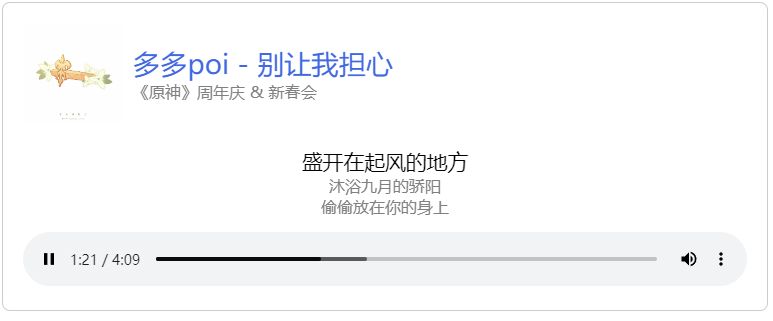 多多poi - 别让我担心
《原神》周年庆 & 新春会
盛开在起风的地方
沐浴九月的骄阳
偷偷放在你的身上
1:21 / 4:09